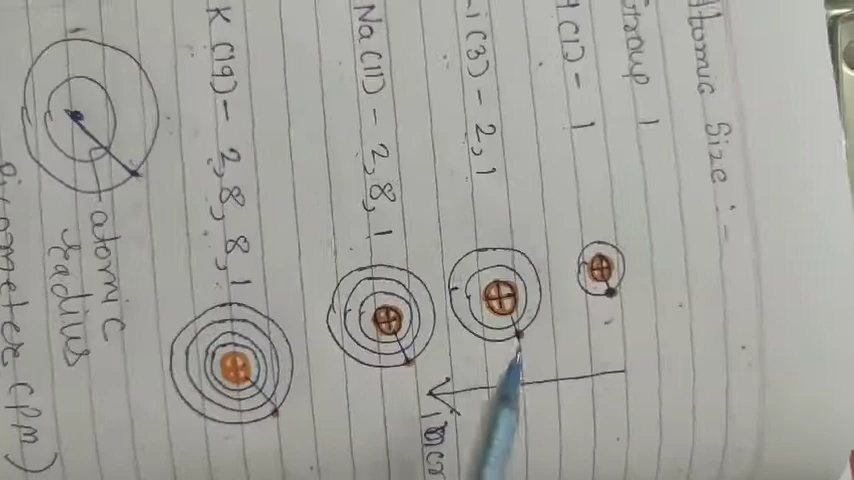 Atomic Size :-
Group 1
H(1) - 1
Li(3) - 2,1
Na(11) - 2,8,1
K(19) - 2,8,8,1
atomic
radius
(Pm)